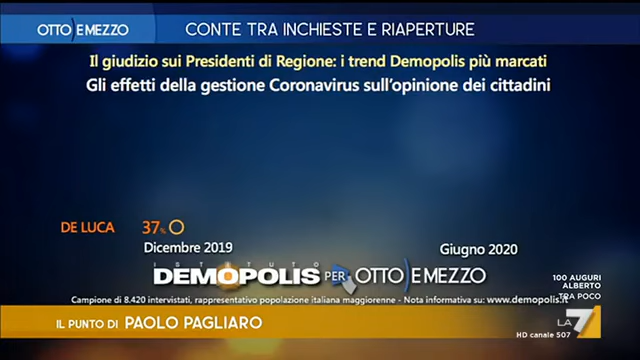 OTTO E MEZZO
CONTE TRA INCHIESTE E RIAPERTURE
Il giudizio sui Presidenti di Regione: i trend Demopolis più marcati
Gli effetti della gestione Coronavirus sull'opinione dei cittadini
DE LUCA 37%
Dicembre 2019
Giugno 2020
ISTITUTO
DEMOPOLIS PER OTTO E MEZZO
100 AUGURI
ALBERTO
TRA POCO
Campione di 8.420 intervistati, rappresentativo popolazione italiana maggiorenne - Nota informativa su: www.demopolis.it
IL PUNTO DI PAOLO PAGLIARO
LA7
HD canale 507